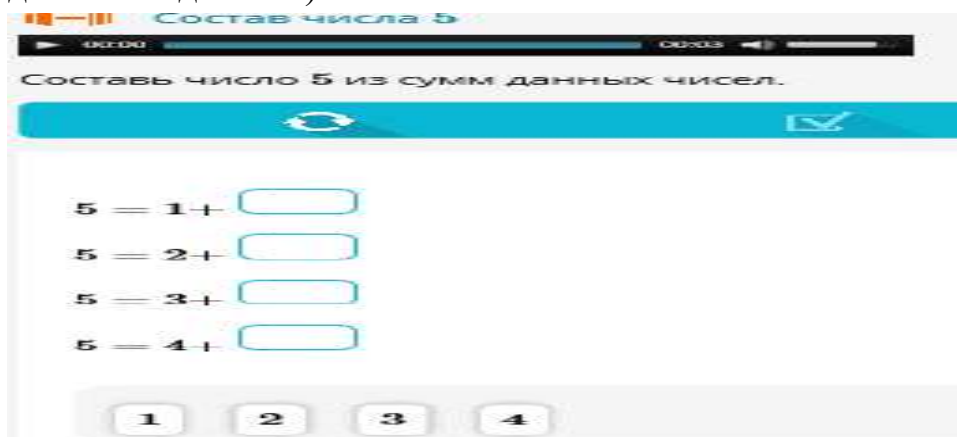 Состав числа 5
00:00 00:03
Составь число 5 из сумм данных чисел.
5 = 1+
5 = 2+
5 = 3+
5 = 4+
1 2 3 4